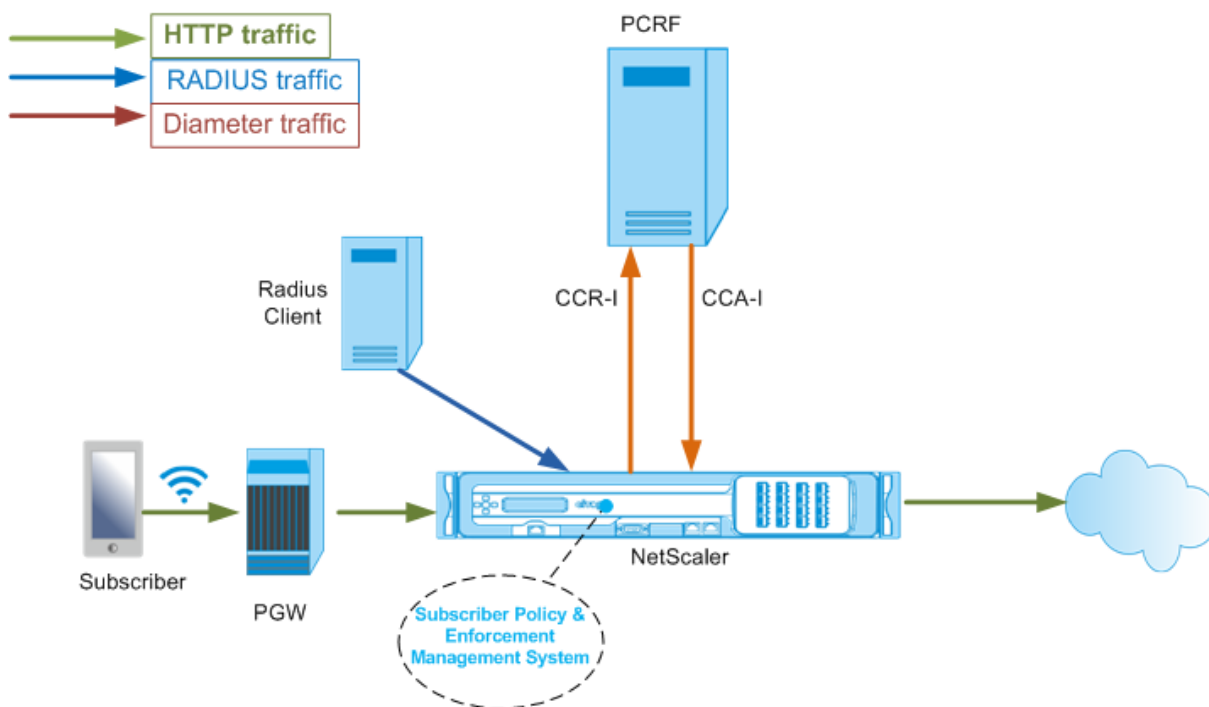 HTTP traffic
RADIUS traffic
Diameter traffic
PCRF
Radius
Client
CCR-I
CCA-I
Subscriber
PGW
NetScaler
Subscriber Policy &
Enforcement
Management System